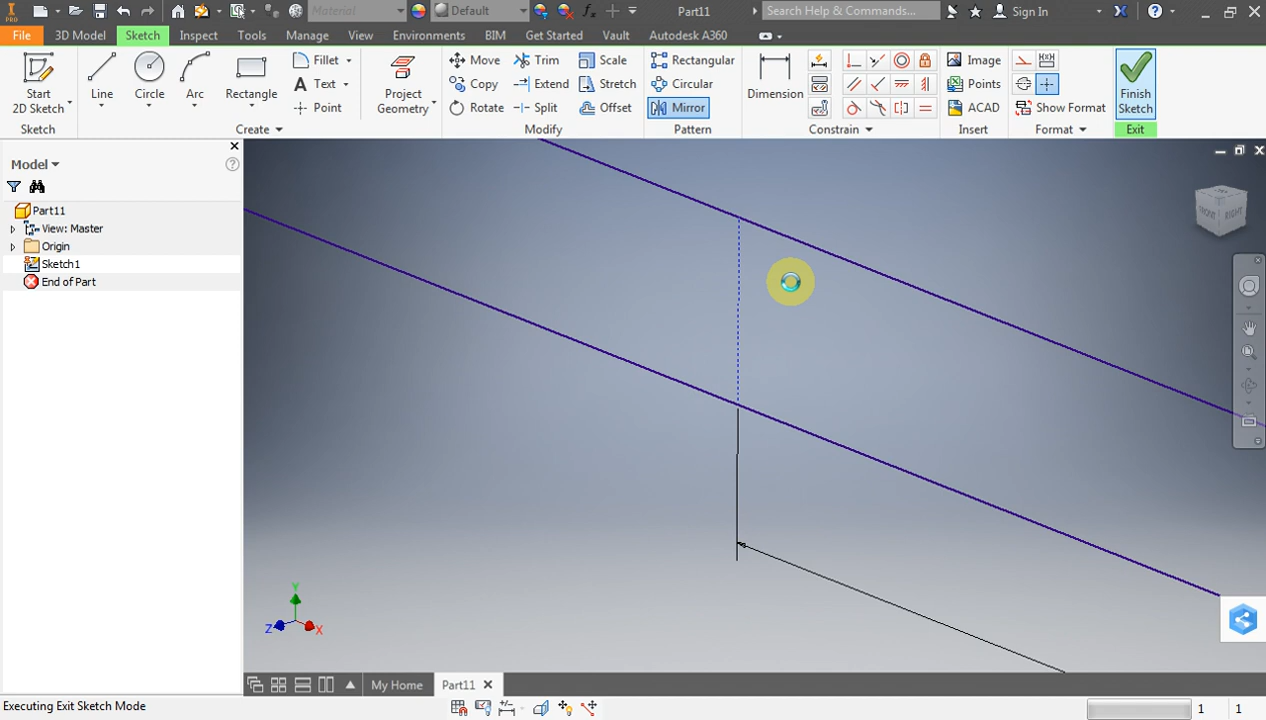 PRO
Material
Default
Part11
Search Help & Commands...
Sign In
File
3D Model
Sketch
Inspect
Tools
Manage
View
Environments
BIM
Get Started
Vault
Autodesk A360
Start
2D Sketch
Line
Circle
Arc
Rectangle
Fillet
Text
Point
Project
Geometry
Move
Trim
Scale
Copy
Extend
Stretch
Rotate
Split
Offset
Rectangular
Circular
Mirror
Dimension
Image
Points
ACAD
Show Format
Finish
Sketch
Sketch
Create
Modify
Pattern
Constrain
Insert
Format
Exit
Model
Part11
View: Master
Origin
Sketch1
End of Part
FRONT
RIGHT
Y
Z
X
My Home
Part11
Executing Exit Sketch Mode
1
1